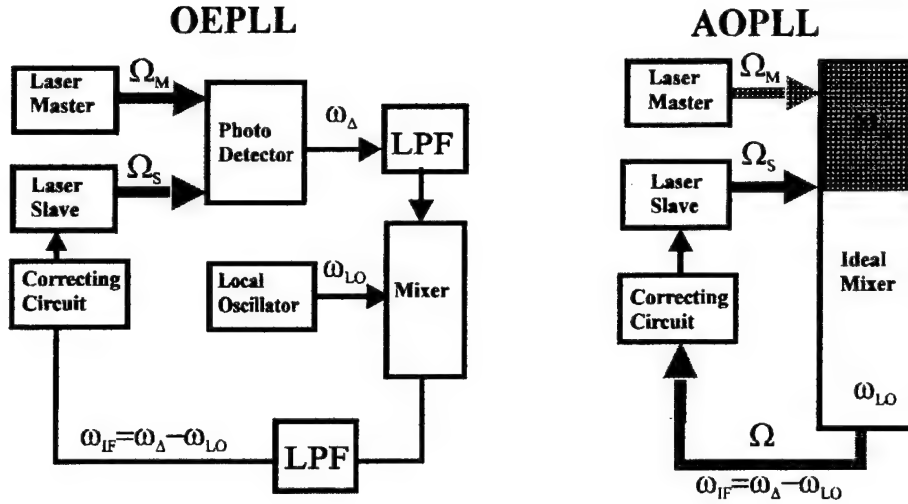 OEPLL
Laser
Master
Ω_M
Photo
Detector
ω_Δ
LPF
Laser
Slave
Ω_S
Correcting
Circuit
Local
Oscillator
ω_LO
Mixer
ω_IF=ω_Δ−ω_LO
LPF
AOPLL
Laser
Master
Ω_M
Laser
Slave
Ω_S
Correcting
Circuit
Ideal
Mixer
ω_LO
Ω
ω_IF=ω_Δ−ω_LO